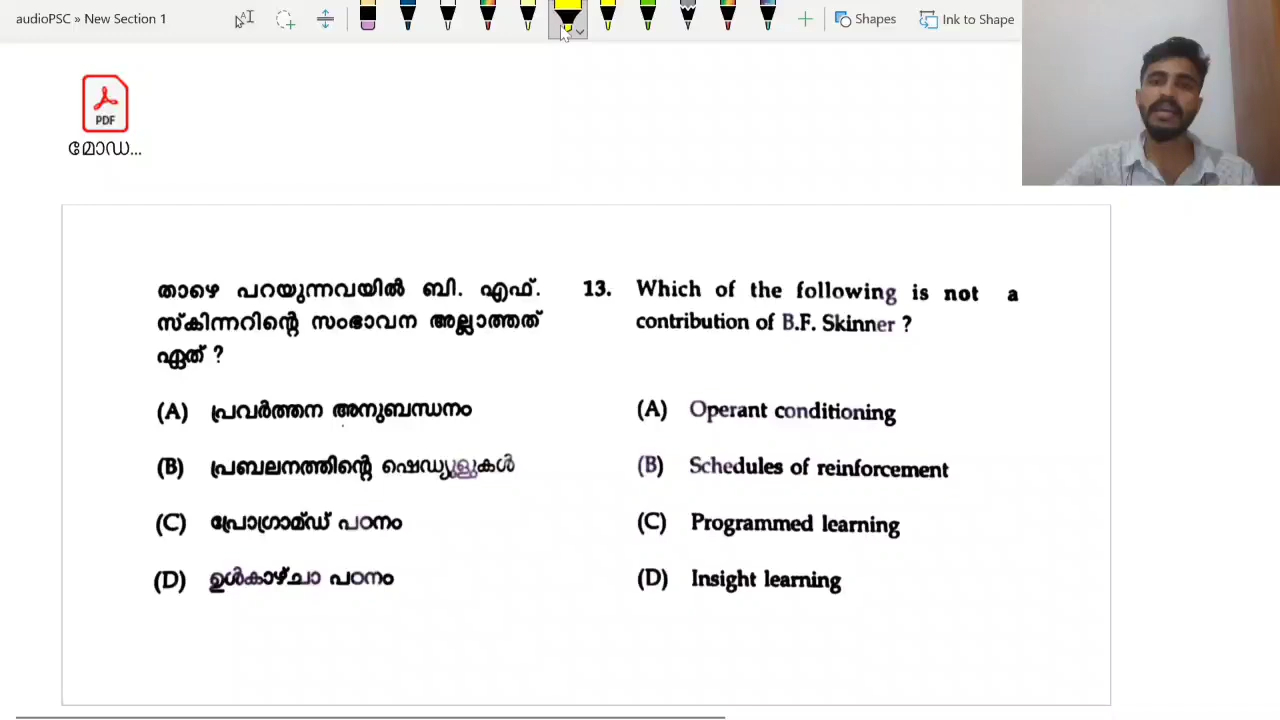 audioPSC » New Section 1
Shapes
Ink to Shape
PDF
മോഡ...
താഴെ പറയുന്നവയിൽ ബി. എഫ്.
സ്കിന്നറിന്റെ സംഭാവന അല്ലാത്തത്
ഏത് ?
(A) പ്രവർത്തന അനുബന്ധനം
(B) പ്രബലനത്തിന്റെ ഷെഡ്യൂളുകൾ
(C) പ്രോഗ്രാമ്ഡ് പഠനം
(D) ഉൾകാഴ്ചാ പഠനം
13. Which of the following is not a
contribution of B.F. Skinner ?
(A) Operant conditioning
(B) Schedules of reinforcement
(C) Programmed learning
(D) Insight learning